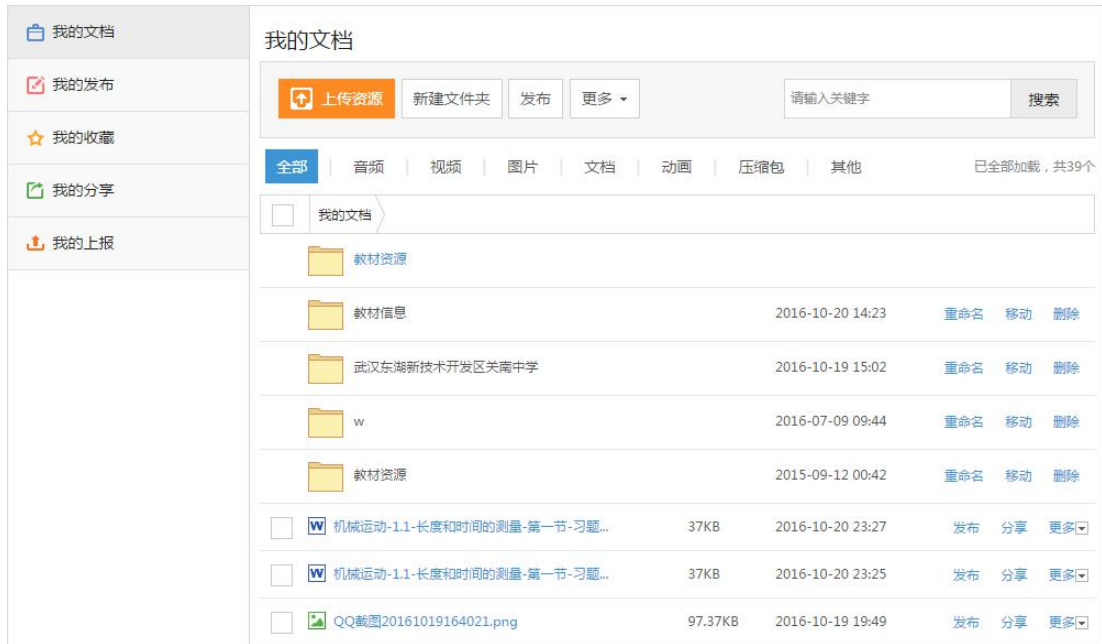 我的文档
我的发布
我的收藏
我的分享
我的上报
我的文档
上传资源 新建文件夹 发布 更多 请输入关键字 搜索
全部 音频 视频 图片 文档 动画 压缩包 其他 已全部加载，共39个
我的文档
教材资源
教材信息 2016-10-20 14:23 重命名 移动 删除
武汉东湖新技术开发区关南中学 2016-10-19 15:02 重命名 移动 删除
w 2016-07-09 09:44 重命名 移动 删除
教材资源 2015-09-12 00:42 重命名 移动 删除
机械运动-1.1-长度和时间的测量-第一节-习题... 37KB 2016-10-20 23:27 发布 分享 更多
机械运动-1.1-长度和时间的测量-第一节-习题... 37KB 2016-10-20 23:25 发布 分享 更多
QQ截图20161019164021.png 97.37KB 2016-10-19 19:49 发布 分享 更多